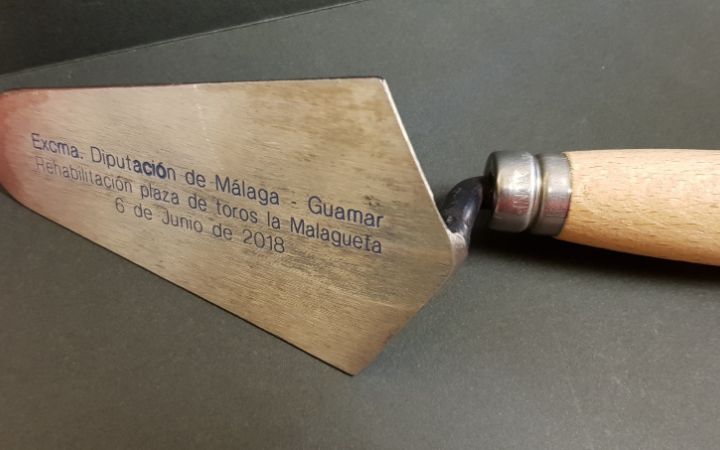 Excma. Diputación de Málaga - Guamar
Rehabilitación plaza de toros la Malagueta
6 de Junio de 2018